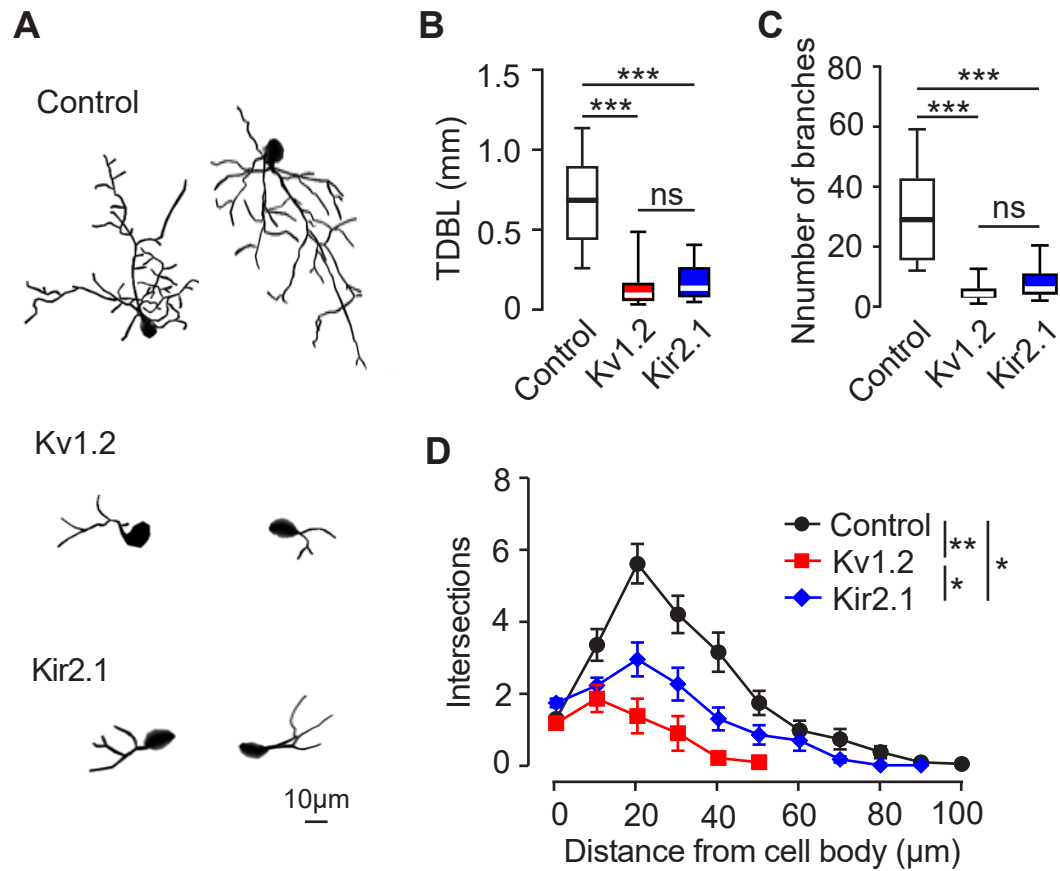 A
Control
Kv1.2
Kir2.1
10µm
B
TDBL (mm)
1.5
1.0
0.5
0
***
***
ns
Control
Kv1.2
Kir2.1
C
Nnumber of branches
80
60
40
20
0
***
***
ns
Control
Kv1.2
Kir2.1
D
Intersections
8
6
4
2
0
Control
Kv1.2
Kir2.1
**
*
*
0 20 40 60 80 100
Distance from cell body (µm)